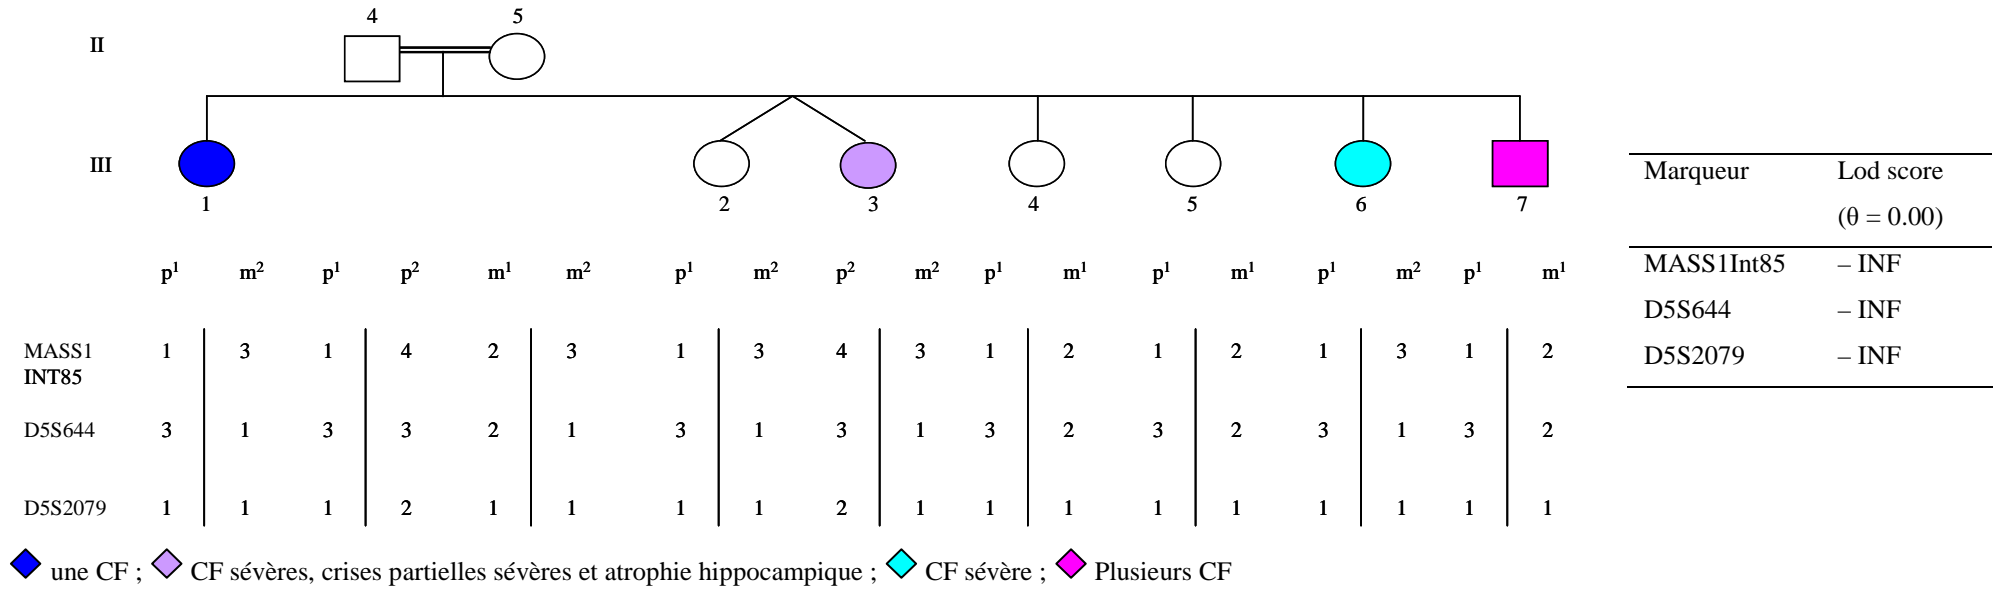 4 5
II
III
1 2 3 4 5 6 7
p¹ m² p¹ p² m¹ m² p¹ m² p² m² p¹ m¹ p¹ m¹ p¹ m² p¹ m¹
MASS1 1 3 1 4 2 3 1 3 4 3 1 2 1 2 1 3 1 2
INT85
D5S644 3 1 3 3 2 1 3 1 3 1 3 2 3 2 3 1 3 2
D5S2079 1 1 1 2 1 1 1 1 2 1 1 1 1 1 1 1 1 1
une CF ; CF sévères, crises partielles sévères et atrophie hippocampique ; CF sévère ; Plusieurs CF
Marqueur Lod score
(θ = 0.00)
MASS1Int85 – INF
D5S644 – INF
D5S2079 – INF